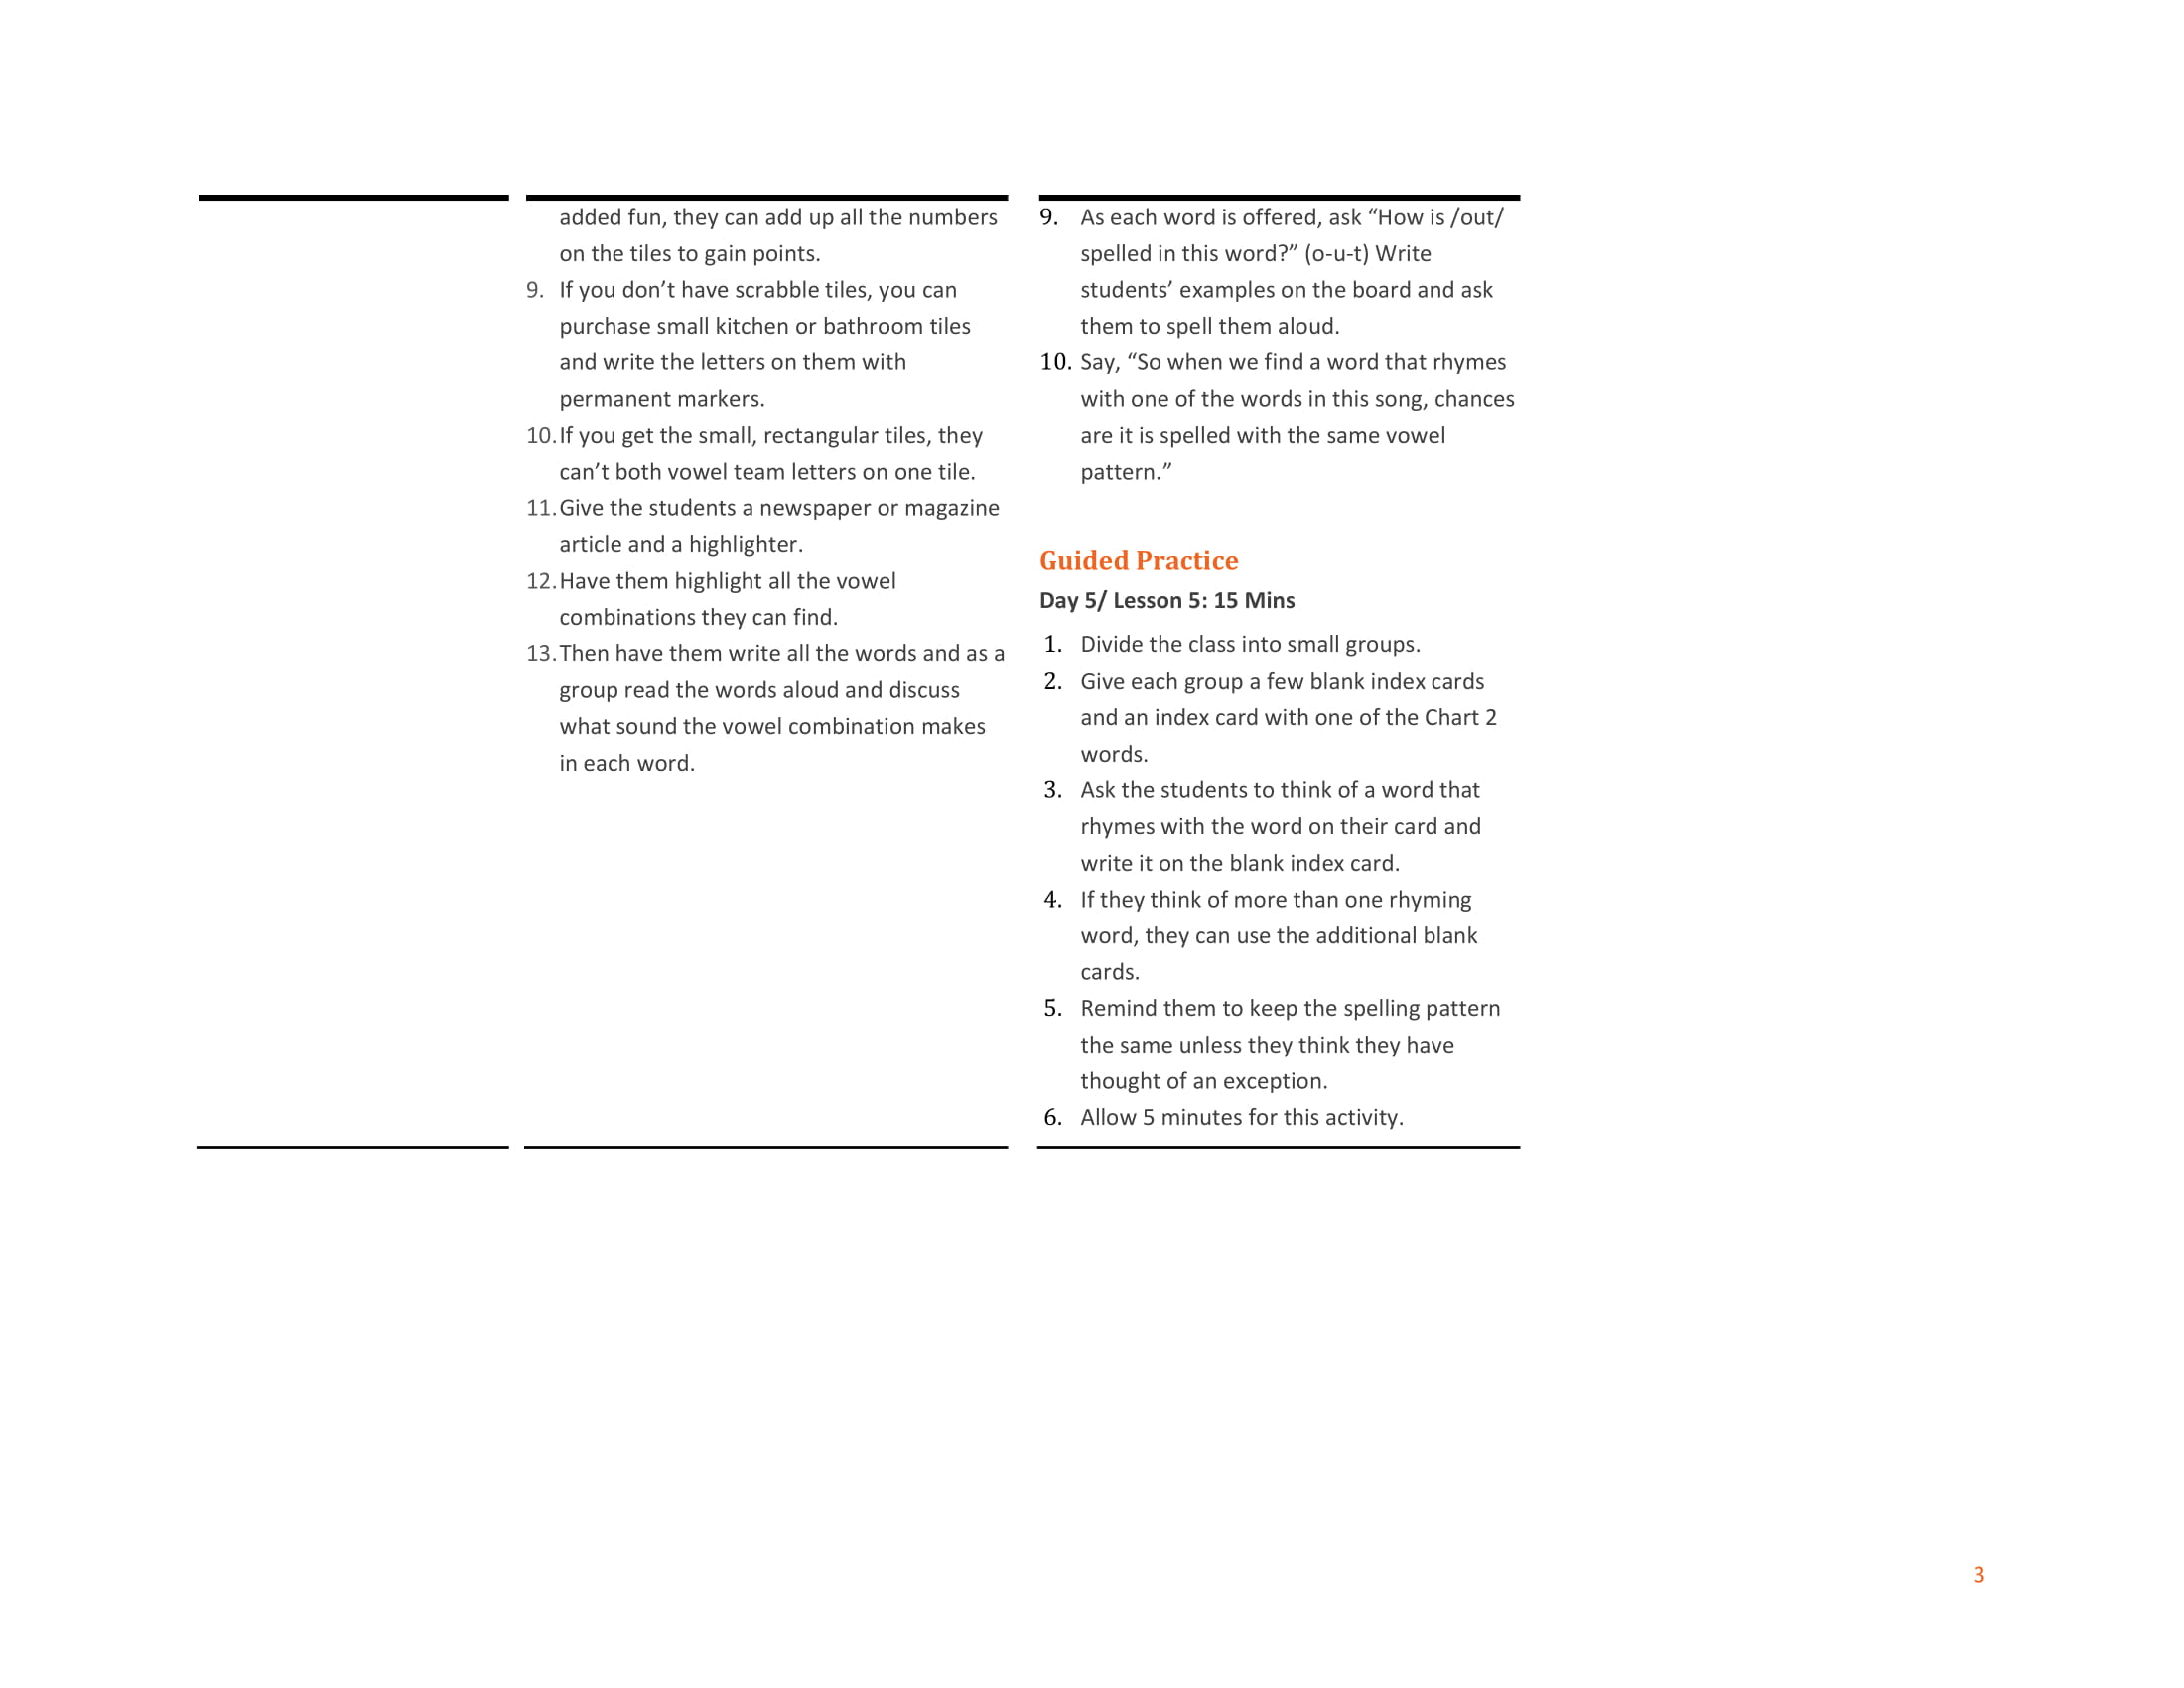 added fun, they can add up all the numbers
on the tiles to gain points.
9. If you don’t have scrabble tiles, you can
purchase small kitchen or bathroom tiles
and write the letters on them with
permanent markers.
10. If you get the small, rectangular tiles, they
can’t both vowel team letters on one tile.
11. Give the students a newspaper or magazine
article and a highlighter.
12. Have them highlight all the vowel
combinations they can find.
13. Then have them write all the words and as a
group read the words aloud and discuss
what sound the vowel combination makes
in each word.
9. As each word is offered, ask “How is /out/
spelled in this word?” (o-u-t) Write
students’ examples on the board and ask
them to spell them aloud.
10. Say, “So when we find a word that rhymes
with one of the words in this song, chances
are it is spelled with the same vowel
pattern.”
Guided Practice
Day 5/ Lesson 5: 15 Mins
1. Divide the class into small groups.
2. Give each group a few blank index cards
and an index card with one of the Chart 2
words.
3. Ask the students to think of a word that
rhymes with the word on their card and
write it on the blank index card.
4. If they think of more than one rhyming
word, they can use the additional blank
cards.
5. Remind them to keep the spelling pattern
the same unless they think they have
thought of an exception.
6. Allow 5 minutes for this activity.
3